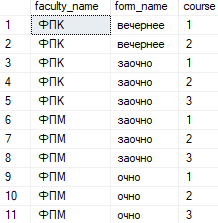 faculty_name form_name course
1 ФПК вечернее 1
2 ФПК вечернее 2
3 ФПК заочно 1
4 ФПК заочно 2
5 ФПК заочно 3
6 ФПМ заочно 1
7 ФПМ заочно 2
8 ФПМ заочно 3
9 ФПМ очно 1
10 ФПМ очно 2
11 ФПМ очно 3